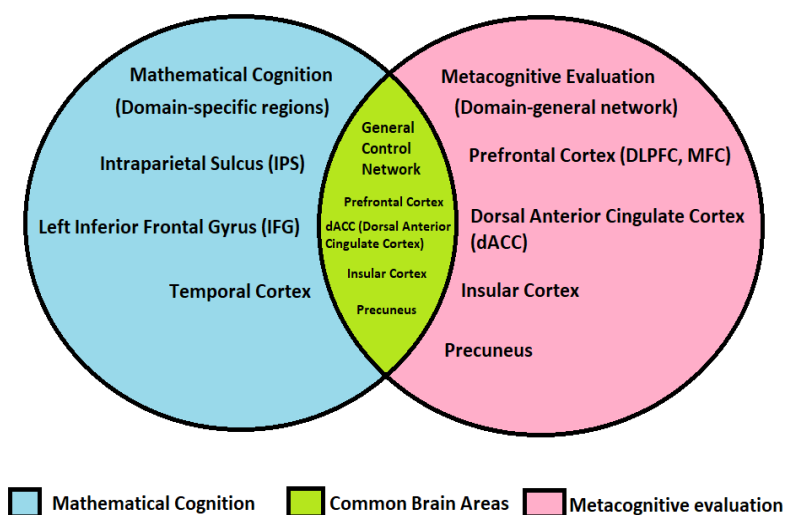 Mathematical Cognition
(Domain-specific regions)
Intraparietal Sulcus (IPS)
Left Inferior Frontal Gyrus (IFG)
Temporal Cortex
General
Control
Network
Prefrontal Cortex
dACC (Dorsal Anterior
Cingulate Cortex)
Insular Cortex
Precuneus
Metacognitive Evaluation
(Domain-general network)
Prefrontal Cortex (DLPFC, MFC)
Dorsal Anterior Cingulate Cortex
(dACC)
Insular Cortex
Precuneus
Mathematical Cognition
Common Brain Areas
Metacognitive evaluation